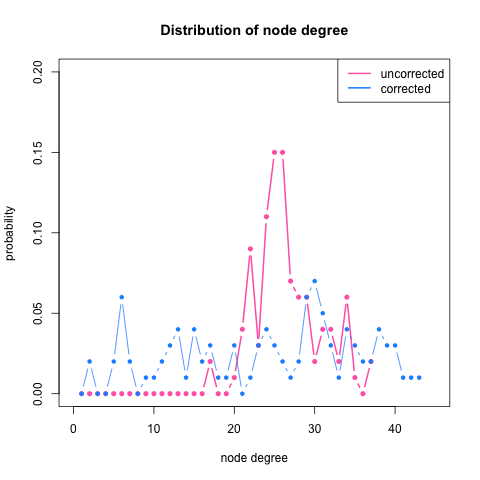 Distribution of node degree
uncorrected
corrected
probability
0.20
0.15
0.10
0.05
0.00
0 10 20 30 40
node degree